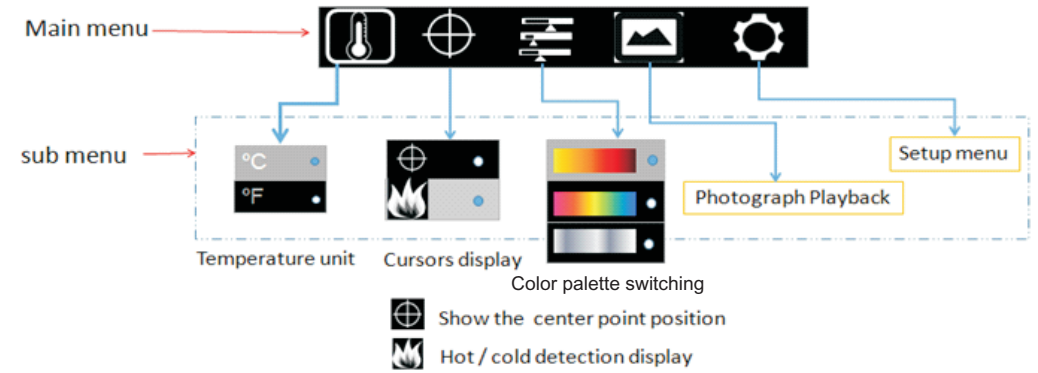 Main menu
sub menu
°C
°F
Setup menu
Photograph Playback
Temperature unit
Cursors display
Color palette switching
Show the center point position
Hot / cold detection display